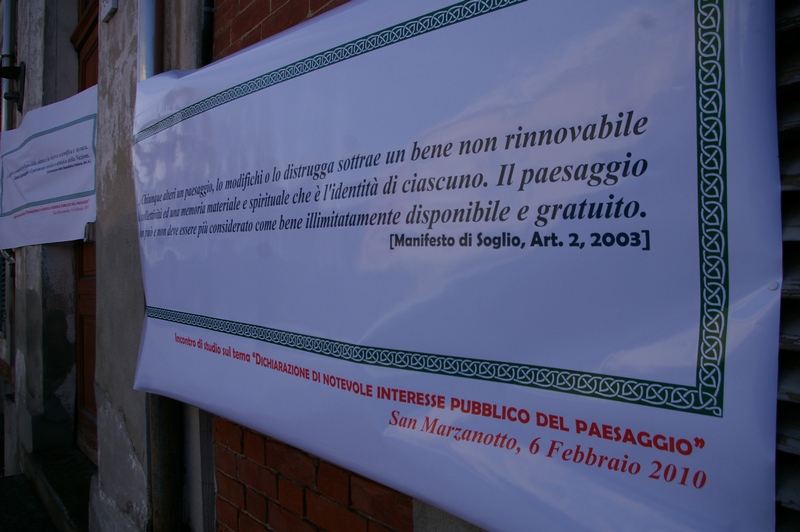 Chiunque alteri un paesaggio, lo modifichi o lo distrugga sottrae un bene non rinnovabile
collettività ed una memoria materiale e spirituale che è l'identità di ciascuno. Il paesaggio
può e non deve essere più considerato come bene illimitatamente disponibile e gratuito.
[Manifesto di Soglio, Art. 2, 2003]
Incontro di studio sul tema "DICHIARAZIONE DI NOTEVOLE INTERESSE PUBBLICO DEL PAESAGGIO"
San Marzanotto, 6 Febbraio 2010